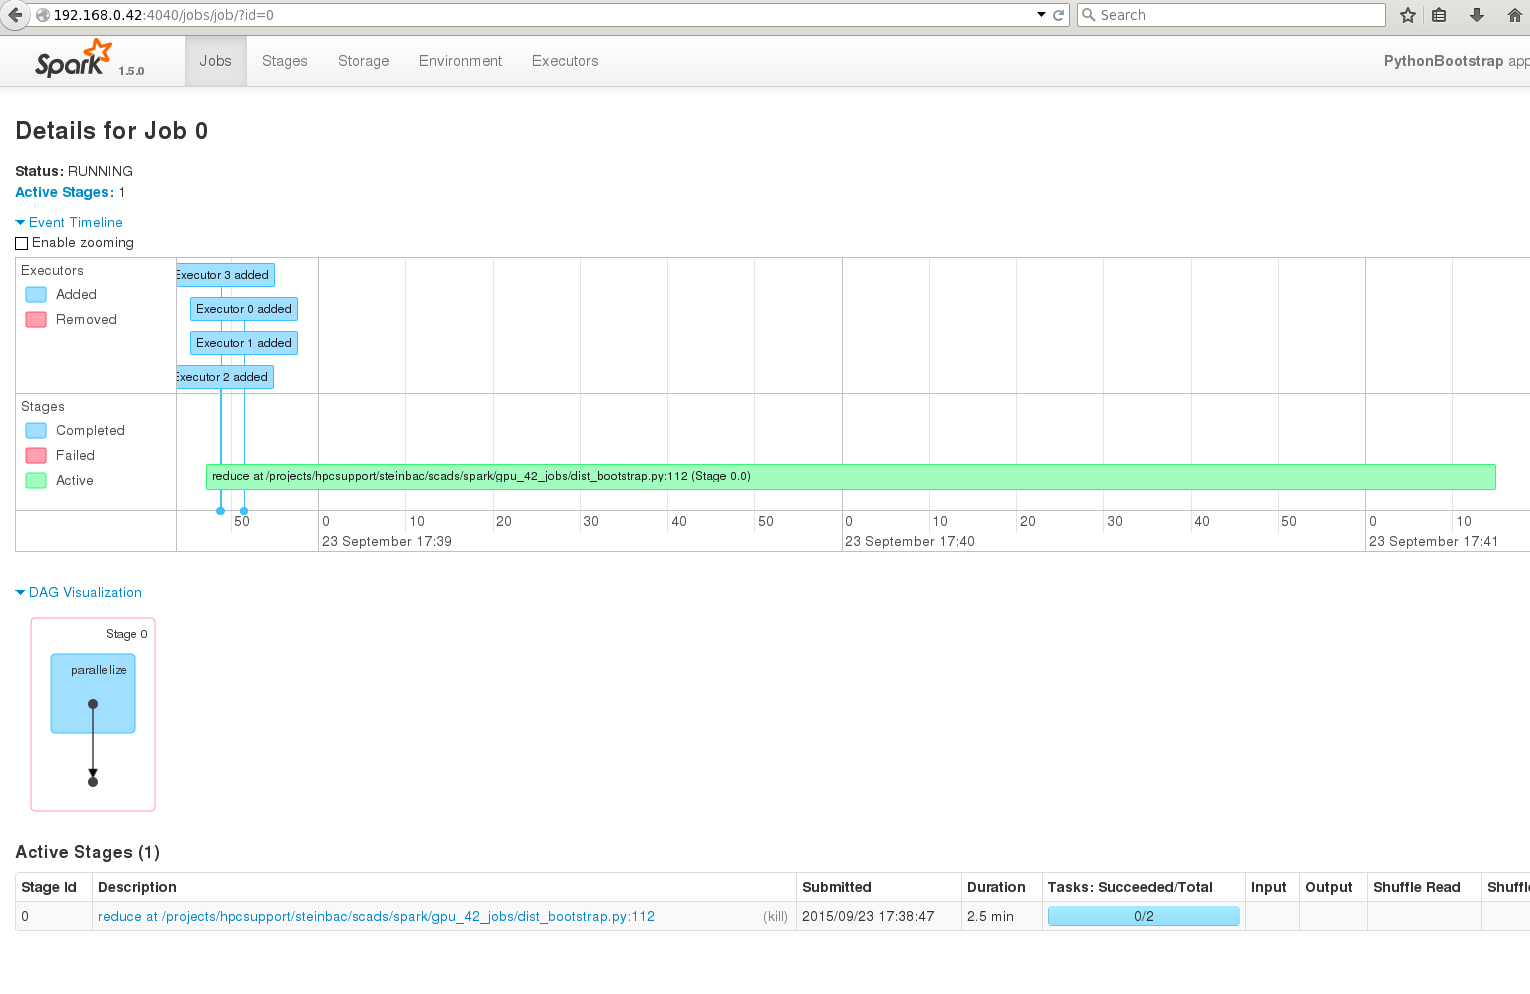 192.168.0.42:4040/jobs/job/?id=0
Search
Spark 1.5.0
Jobs
Stages
Storage
Environment
Executors
PythonBootstrap app
Details for Job 0
Status: RUNNING
Active Stages: 1
Event Timeline
Enable zooming
Executors
Added
Removed
Executor 3 added
Executor 0 added
Executor 1 added
Executor 2 added
Stages
Completed
Failed
Active
reduce at /projects/hpcsupport/steinbac/scads/spark/gpu_42_jobs/dist_bootstrap.py:112 (Stage 0.0)
50 0 10 20 30 40 50 0 10 20 30 40 50 0 10
23 September 17:39 23 September 17:40 23 September 17:41
DAG Visualization
Stage 0
parallelize
Active Stages (1)
Stage Id Description Submitted Duration Tasks: Succeeded/Total Input Output Shuffle Read Shuffl
0 reduce at /projects/hpcsupport/steinbac/scads/spark/gpu_42_jobs/dist_bootstrap.py:112 (kill) 2015/09/23 17:38:47 2.5 min 0/2